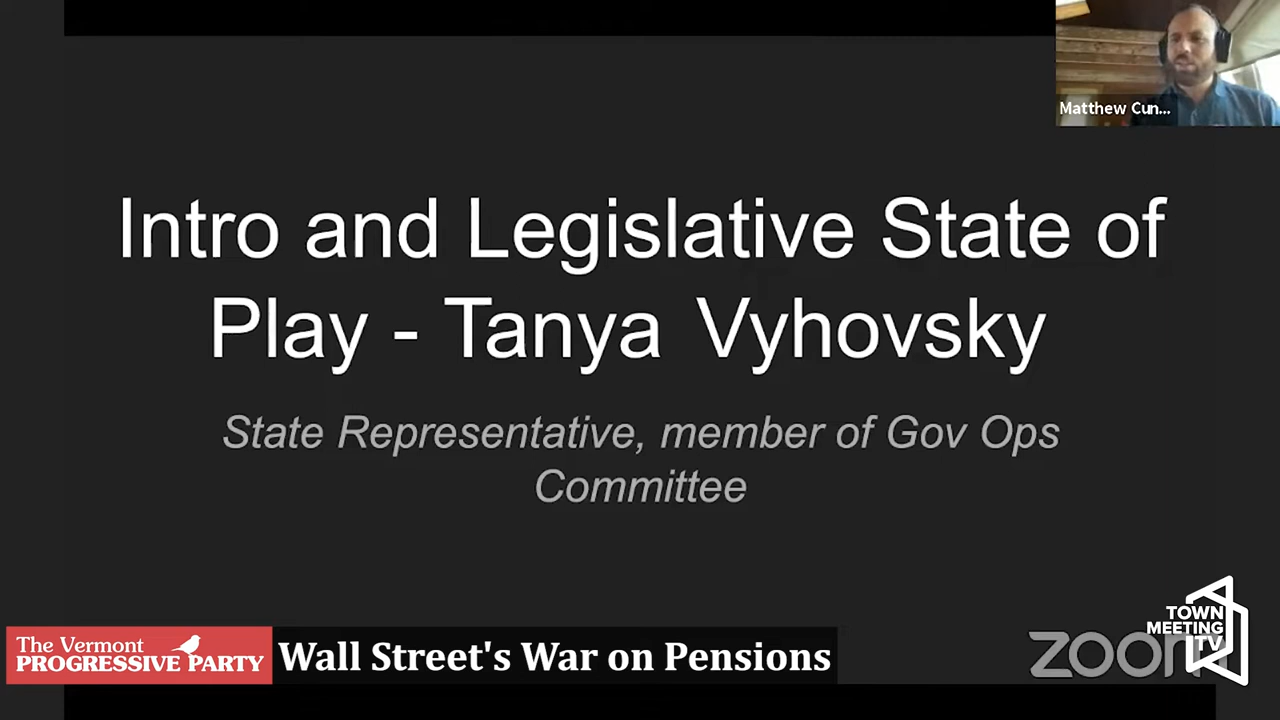 Matthew Cun...
Intro and Legislative State of
Play - Tanya Vyhovsky
State Representative, member of Gov Ops
Committee
The Vermont
PROGRESSIVE PARTY
Wall Street's War on Pensions
zoom
TOWN
MEETING
TV